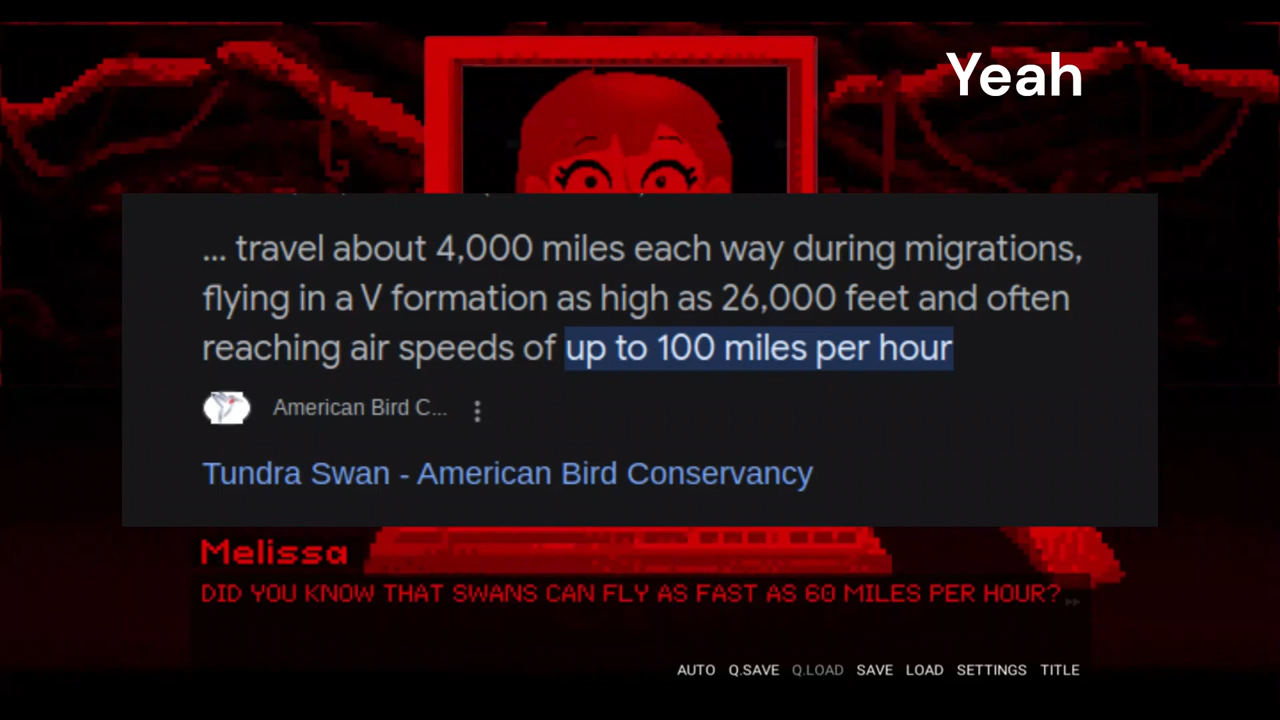 Yeah
... travel about 4,000 miles each way during migrations,
flying in a V formation as high as 26,000 feet and often
reaching air speeds of up to 100 miles per hour
American Bird C...
Tundra Swan - American Bird Conservancy
Melissa
DID YOU KNOW THAT SWANS CAN FLY AS FAST AS 60 MILES PER HOUR?
AUTO Q.SAVE Q.LOAD SAVE LOAD SETTINGS TITLE